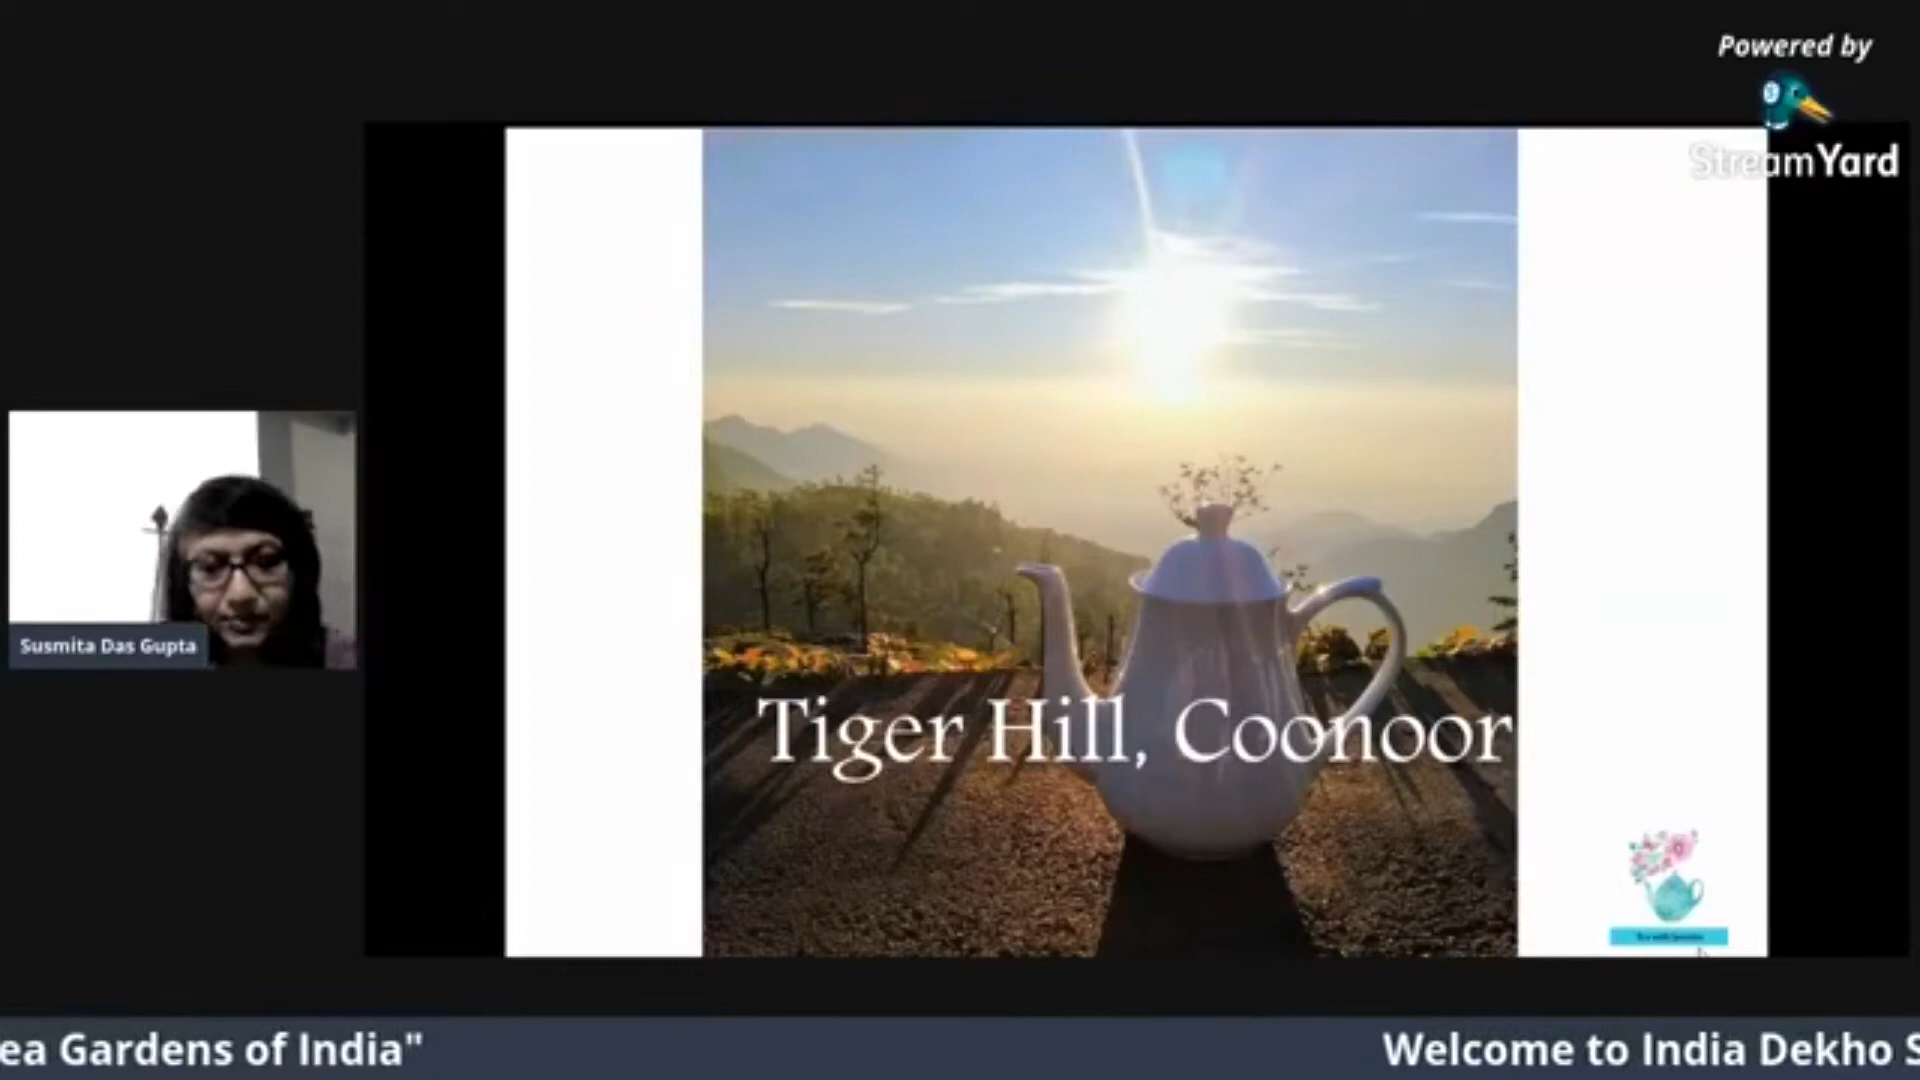 Powered by
StreamYard
Susmita Das Gupta
Tiger Hill, Coonoor
ea Gardens of India"
Welcome to India Dekho S